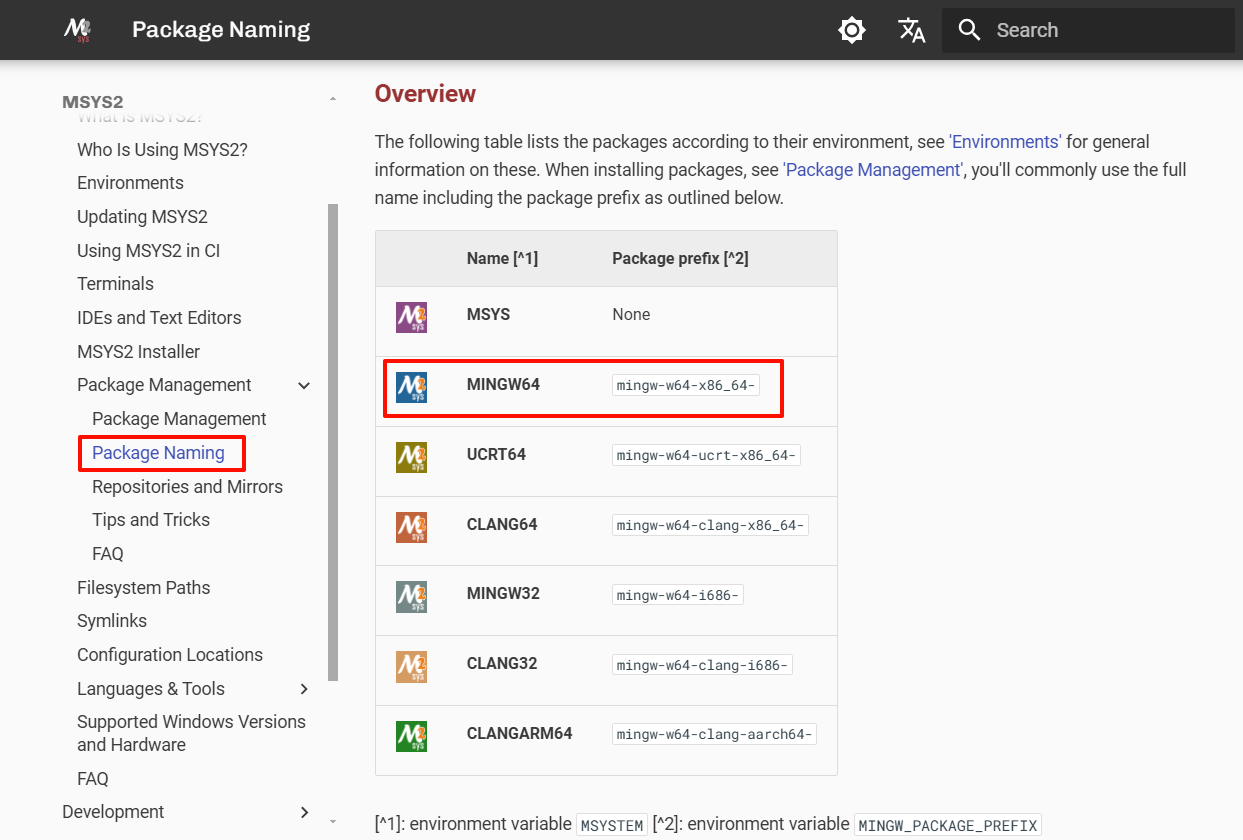 Package Naming
Search
MSYS2
What Is MSYS2?
Who Is Using MSYS2?
Environments
Updating MSYS2
Using MSYS2 in CI
Terminals
IDEs and Text Editors
MSYS2 Installer
Package Management
Package Management
Package Naming
Repositories and Mirrors
Tips and Tricks
FAQ
Filesystem Paths
Symlinks
Configuration Locations
Languages & Tools
Supported Windows Versions
and Hardware
FAQ
Development
Overview
The following table lists the packages according to their environment, see 'Environments' for general
information on these. When installing packages, see 'Package Management', you'll commonly use the full
name including the package prefix as outlined below.
Name [^1] Package prefix [^2]
MSYS None
MINGW64 mingw-w64-x86_64-
UCRT64 mingw-w64-ucrt-x86_64-
CLANG64 mingw-w64-clang-x86_64-
MINGW32 mingw-w64-i686-
CLANG32 mingw-w64-clang-i686-
CLANGARM64 mingw-w64-clang-aarch64-
[^1]: environment variable MSYSTEM [^2]: environment variable MINGW_PACKAGE_PREFIX